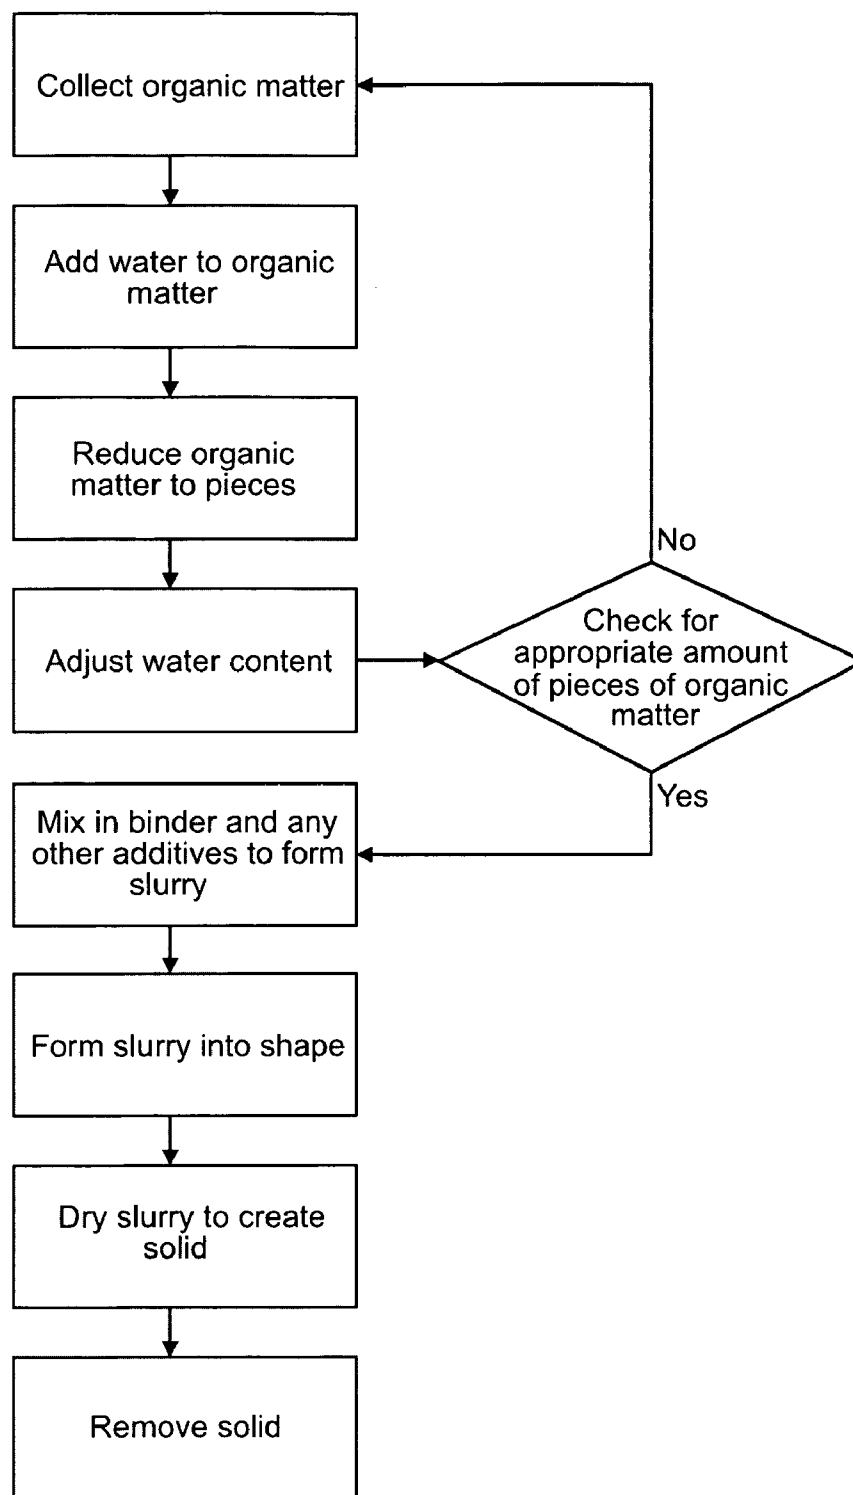 Collect organic matter
Add water to organic
matter
Reduce organic
matter to pieces
No
Check for
appropriate amount
of pieces of organic
matter
Adjust water content
Yes
Mix in binder and any
other additives to form
slurry
Form slurry into shape
Dry slurry to create
solid
Remove solid